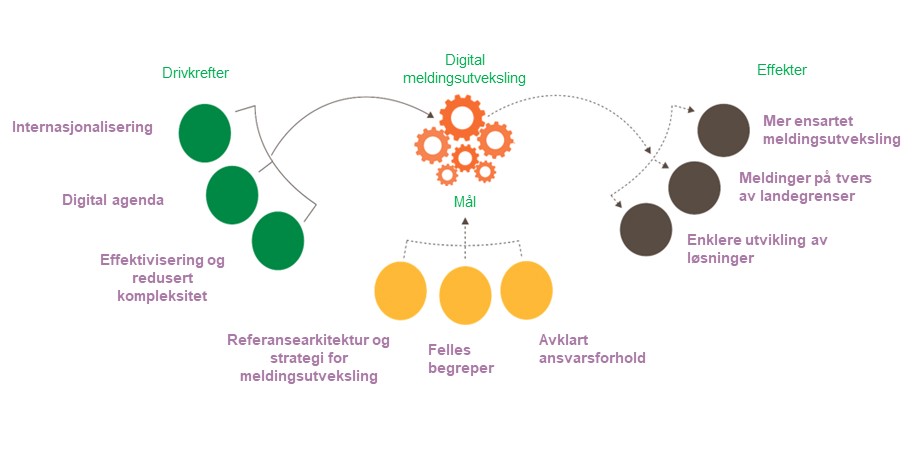 Drivkrefter
Internasjonalisering
Digital agenda
Effektivisering og
redusert
kompleksitet
Digital
meldingsutveksling
Mål
Referansearkitektur og
strategi for
meldingsutveksling
Felles
begreper
Avklart
ansvarsforhold
Effekter
Mer ensartet
meldingsutveksling
Meldinger på tvers
av landegrenser
Enklere utvikling av
løsninger